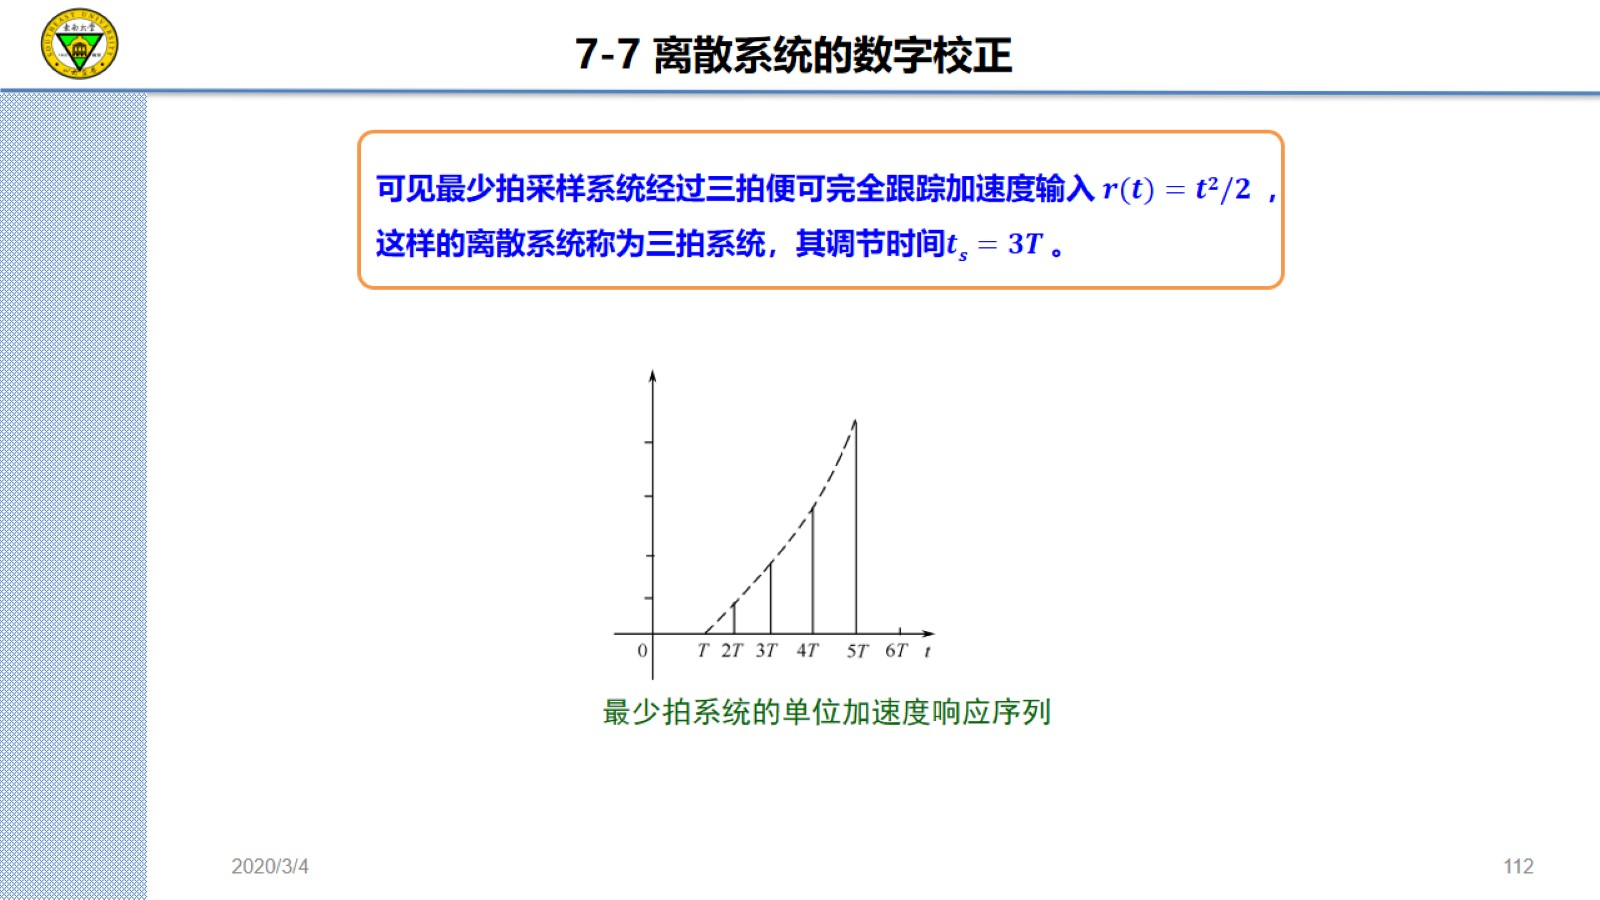 SOUTHEAST UNIVERSITY
7-7 离散系统的数字校正
可见最少拍采样系统经过三拍便可完全跟踪加速度输入 r(t) = t²/2 ，
这样的离散系统称为三拍系统，其调节时间tₛ = 3T 。
0 T 2T 3T 4T 5T 6T t
最少拍系统的单位加速度响应序列
2020/3/4
112